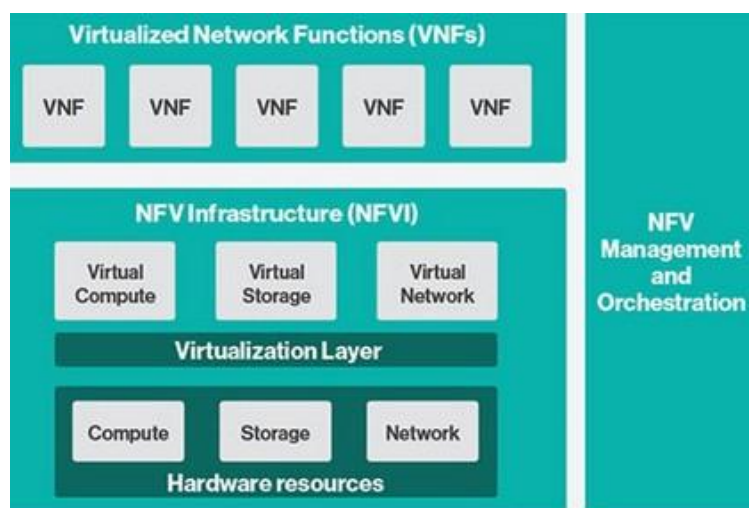 Virtualized Network Functions (VNFs)
VNF VNF VNF VNF VNF
NFV Infrastructure (NFVI)
Virtual
Compute
Virtual
Storage
Virtual
Network
Virtualization Layer
Compute Storage Network
Hardware resources
NFV
Management
and
Orchestration